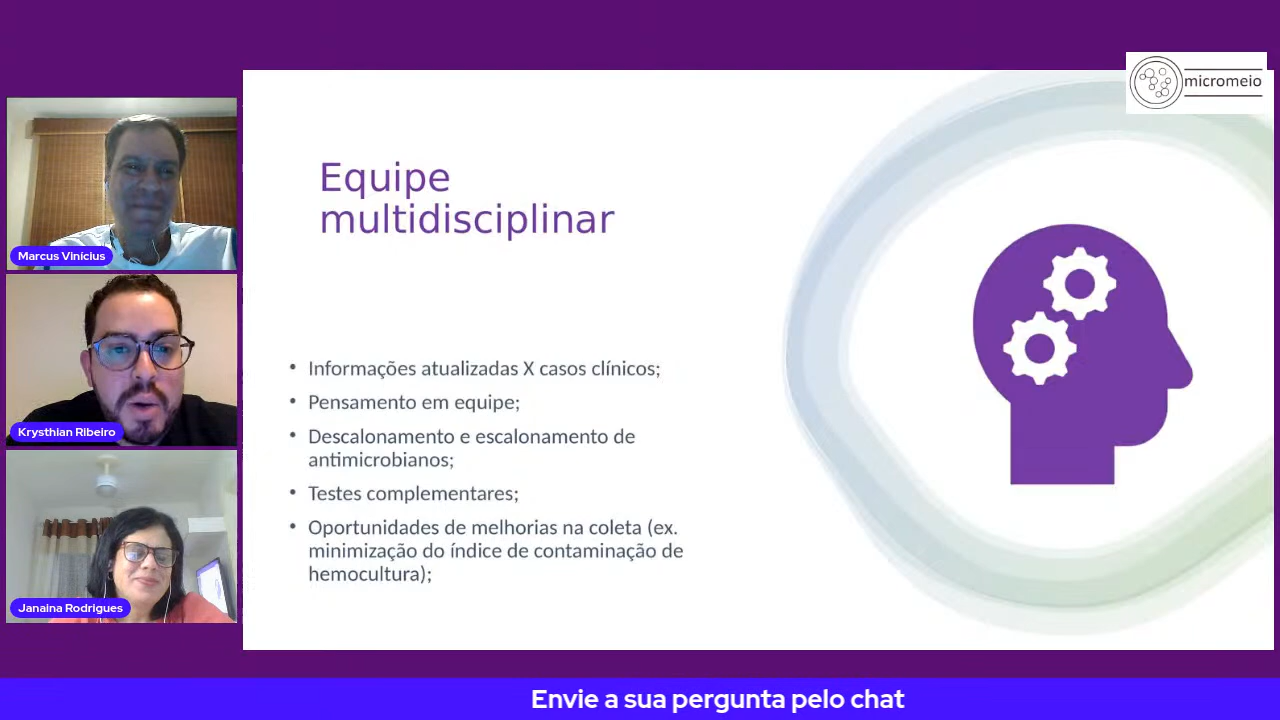 micromeio
Equipe
multidisciplinar
• Informações atualizadas X casos clínicos;
• Pensamento em equipe;
• Descalonamento e escalonamento de
antimicrobianos;
• Testes complementares;
• Oportunidades de melhorias na coleta (ex.
minimização do índice de contaminação de
hemocultura);
Marcus Vinícius
Krysthian Ribeiro
Janaina Rodrigues
Envie a sua pergunta pelo chat